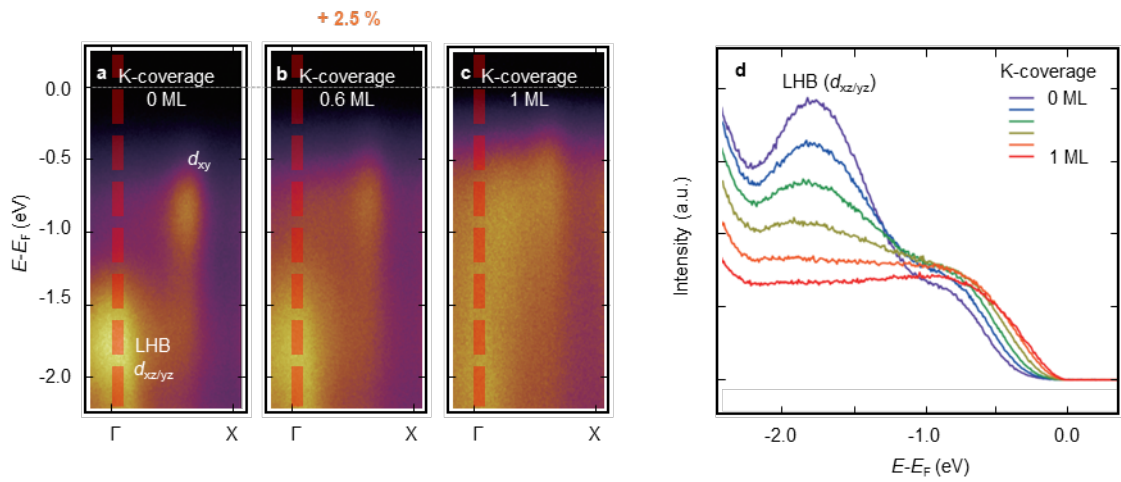 + 2.5 %
a K-coverage
0 ML
b K-coverage
0.6 ML
c K-coverage
1 ML
d_xy
LHB
d_xz/yz
0.0
-0.5
-1.0
-1.5
-2.0
E-E_F (eV)
Γ X
Γ X
Γ X
d
LHB (d_xz/yz)
K-coverage
0 ML
1 ML
Intensity (a.u.)
-2.0 -1.0 0.0
E-E_F (eV)